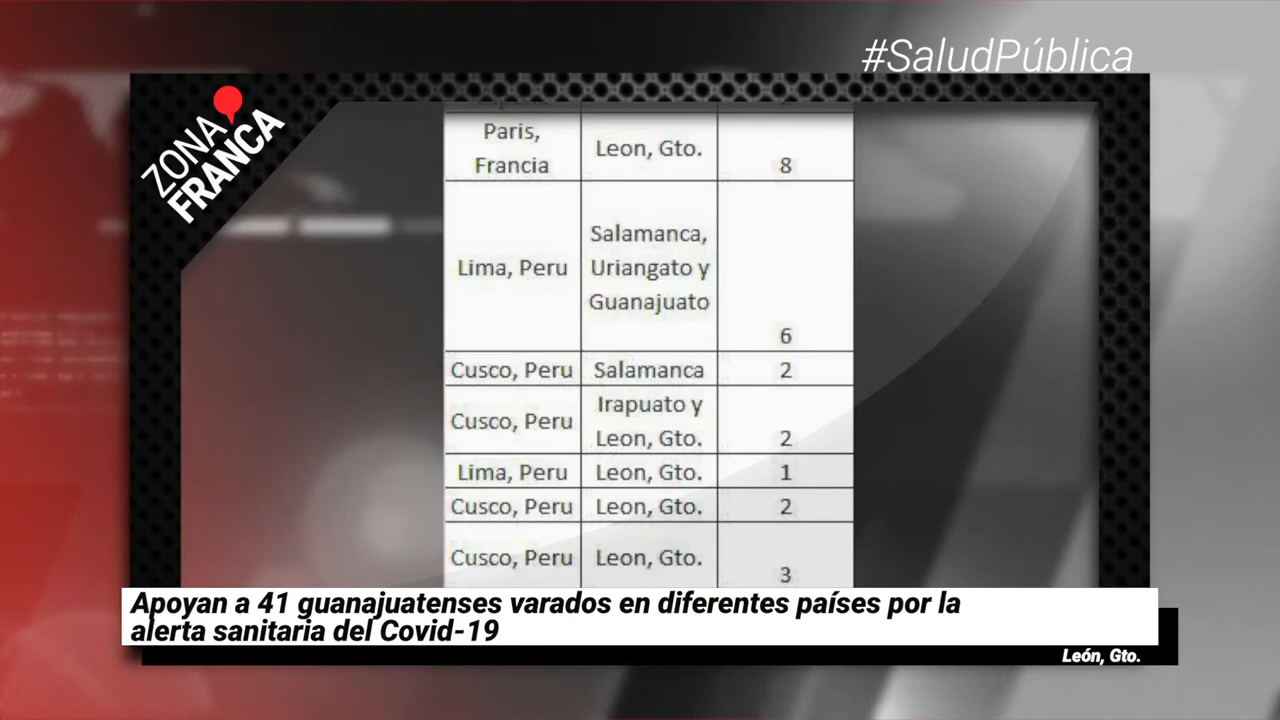 #SaludPública
ZONA
FRANCA
Paris,
Francia
Leon, Gto.
8
Lima, Peru
Salamanca,
Uriangato y
Guanajuato
6
Cusco, Peru Salamanca 2
Cusco, Peru
Irapuato y
Leon, Gto.
2
Lima, Peru Leon, Gto. 1
Cusco, Peru Leon, Gto. 2
Cusco, Peru Leon, Gto.
3
Apoyan a 41 guanajuatenses varados en diferentes países por la
alerta sanitaria del Covid-19
León, Gto.